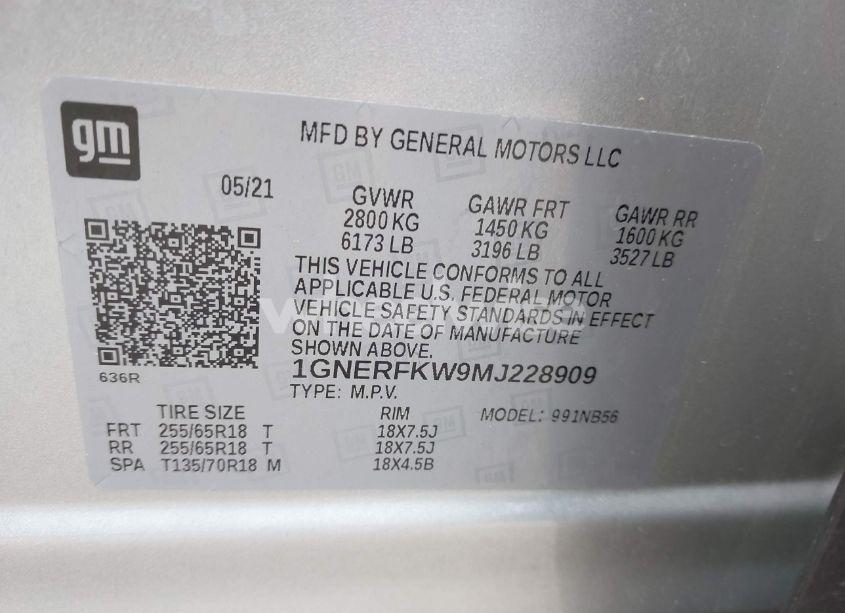 gm
MFD BY GENERAL MOTORS LLC
05/21
GVWR
2800 KG
6173 LB
GAWR FRT
1450 KG
3196 LB
GAWR RR
1600 KG
3527 LB
THIS VEHICLE CONFORMS TO ALL
APPLICABLE U.S. FEDERAL MOTOR
VEHICLE SAFETY STANDARDS IN EFFECT
ON THE DATE OF MANUFACTURE
SHOWN ABOVE.
1GNERFKW9MJ228909
TYPE: M.P.V.
636R
TIRE SIZE RIM MODEL: 991NB56
FRT 255/65R18 T 18X7.5J
RR 255/65R18 T 18X7.5J
SPA T135/70R18 M 18X4.5B